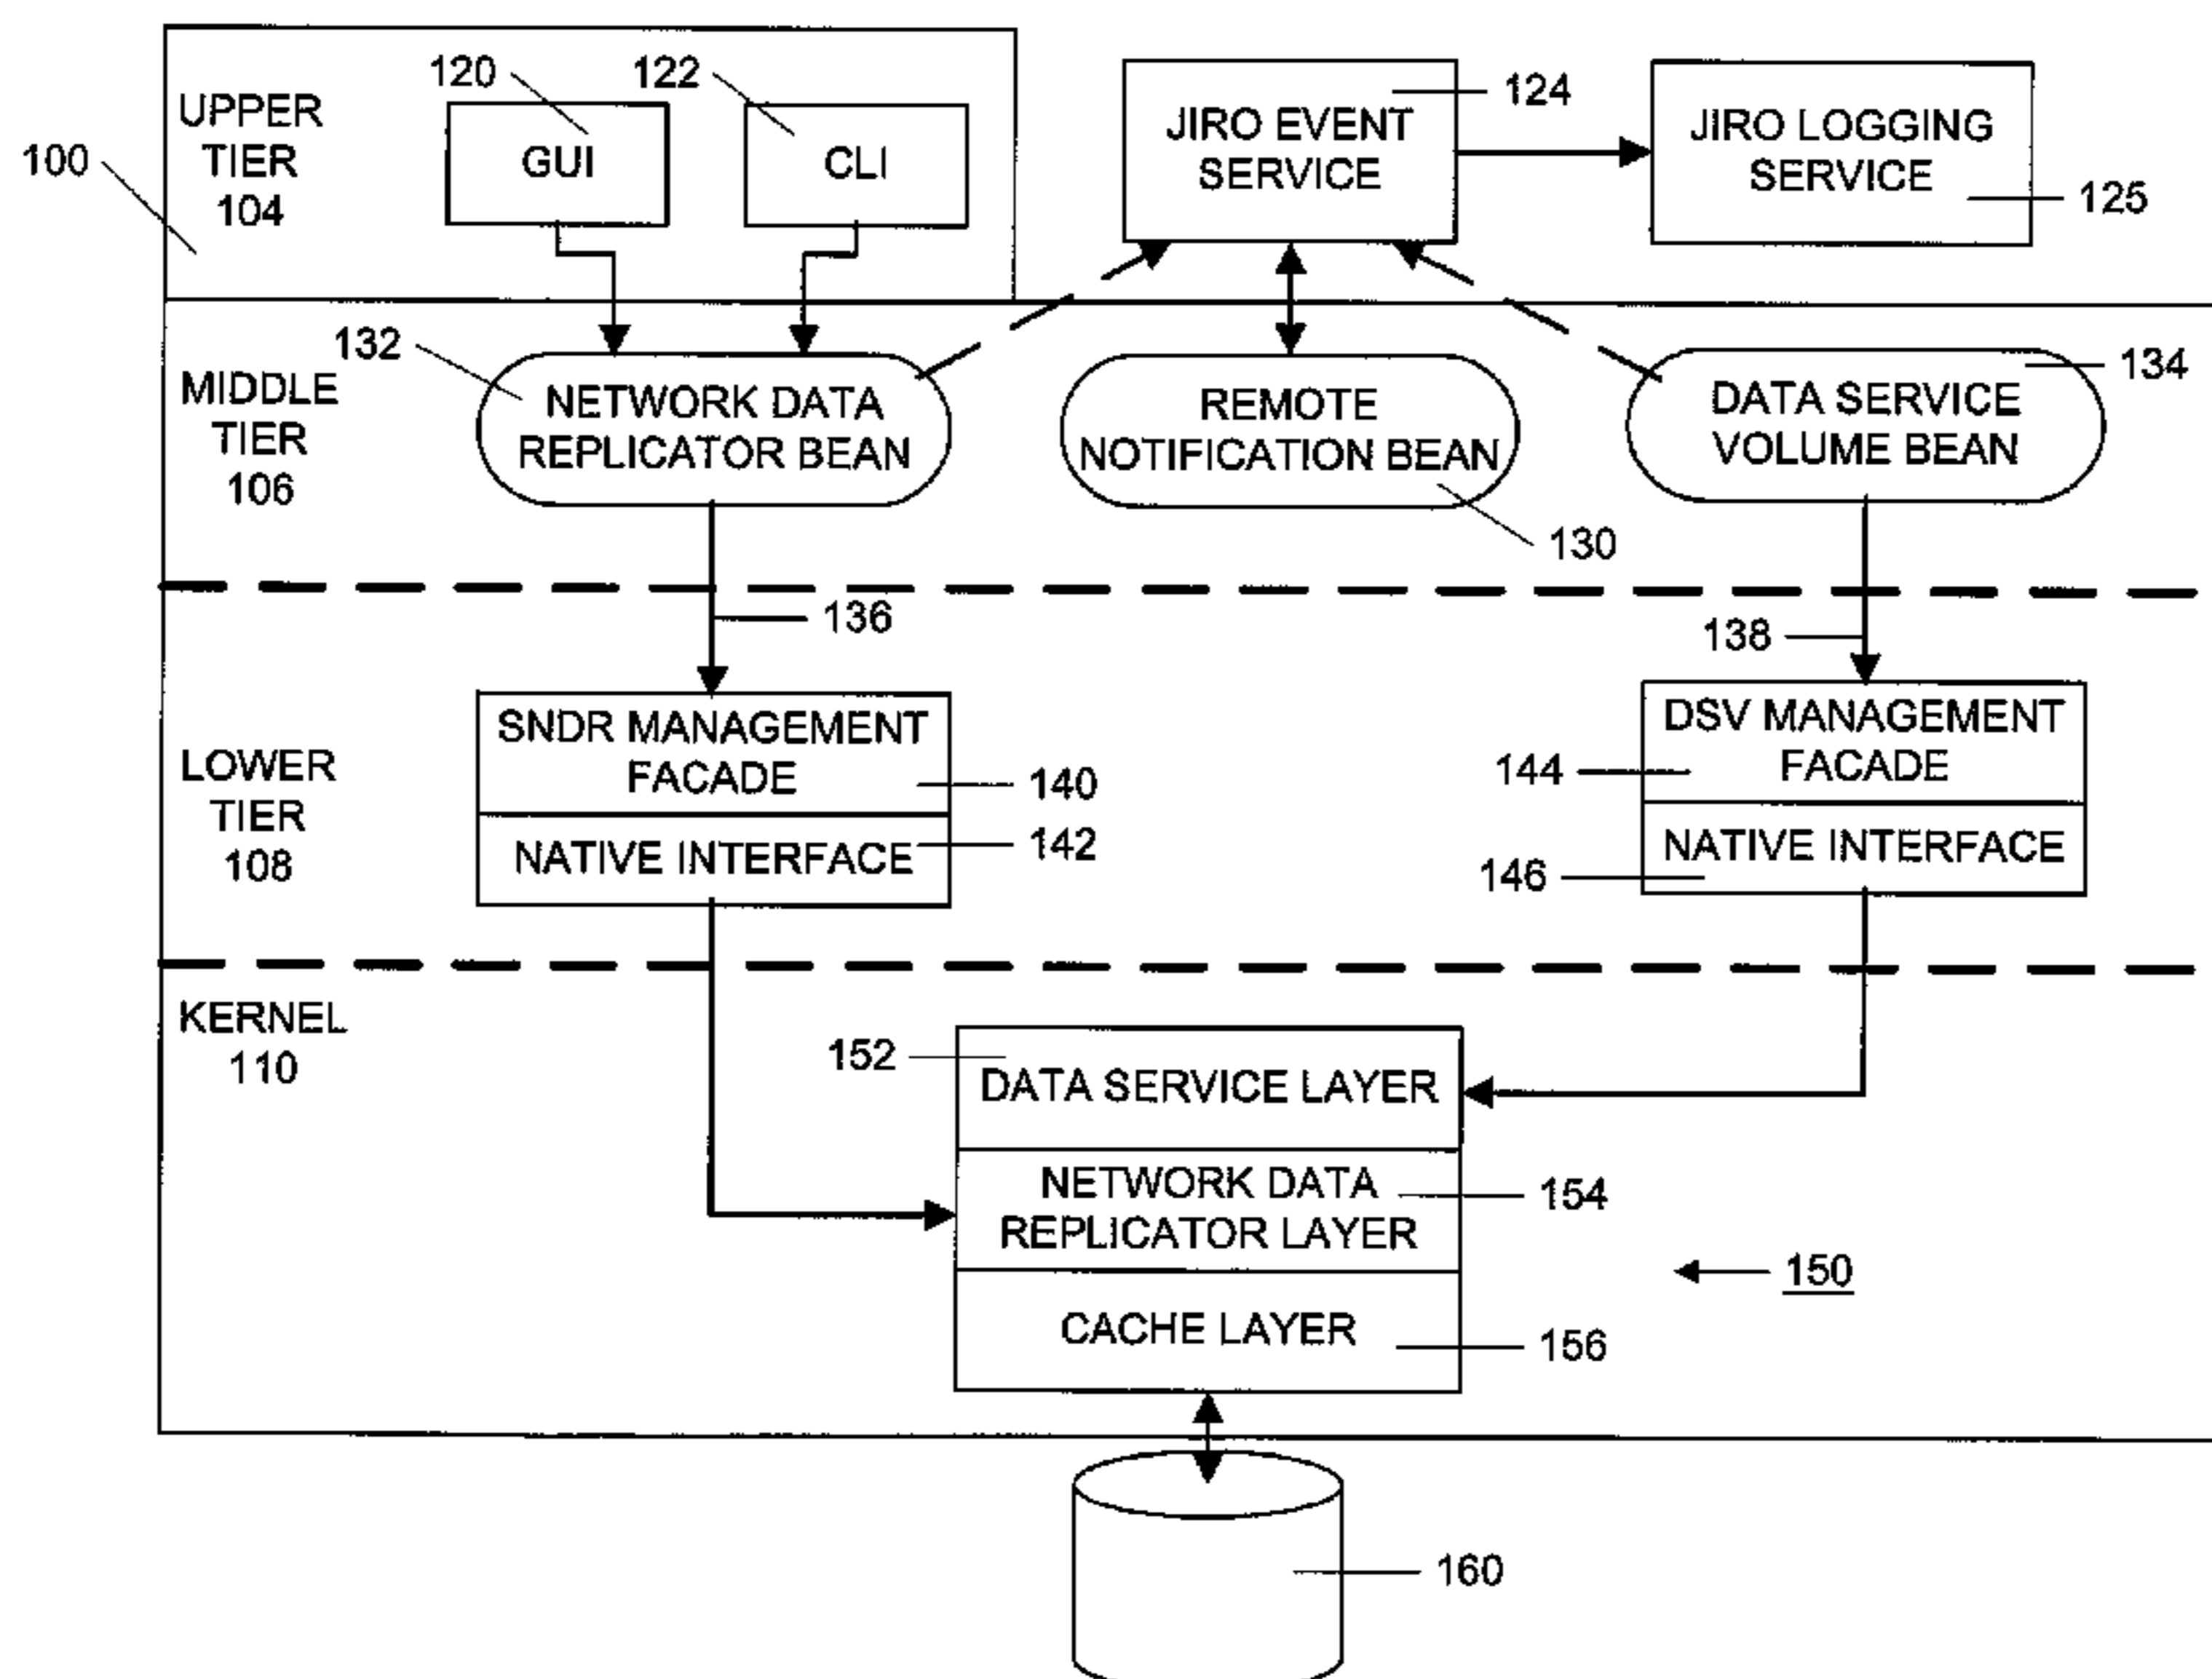 UPPER
TIER
104
100
120
GUI
122
CLI
JIRO EVENT
SERVICE
124
JIRO LOGGING
SERVICE
125
MIDDLE
TIER
106
132
NETWORK DATA
REPLICATOR BEAN
REMOTE
NOTIFICATION BEAN
130
DATA SERVICE
VOLUME BEAN
134
136
138
LOWER
TIER
108
SNDR MANAGEMENT
FACADE
140
NATIVE INTERFACE
142
DSV MANAGEMENT
FACADE
144
NATIVE INTERFACE
146
KERNEL
110
152
DATA SERVICE LAYER
NETWORK DATA
REPLICATOR LAYER
154
CACHE LAYER
156
150
160